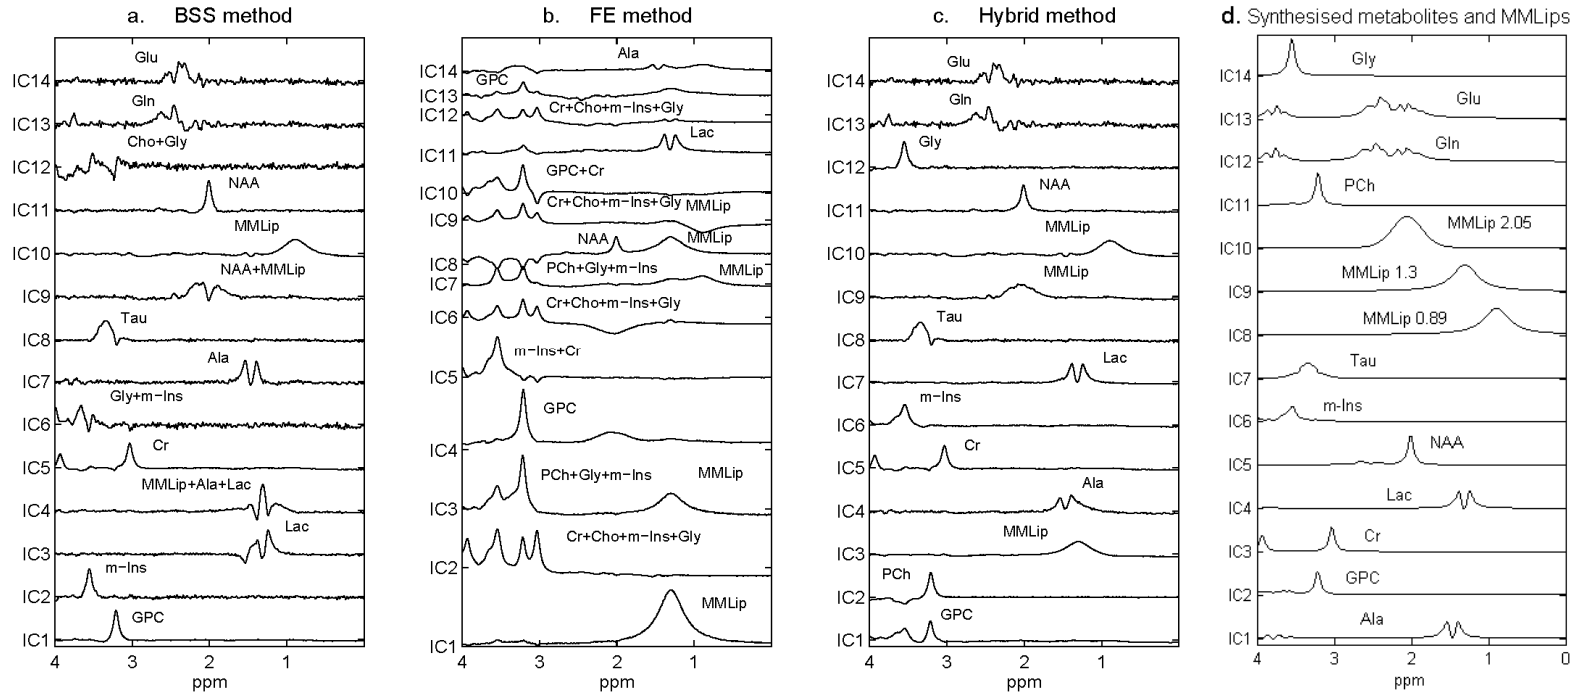 a. BSS method
IC14 Glu
IC13 Gln
IC12 Cho+Gly
IC11 NAA
IC10 MMLip
IC9 NAA+MMLip
IC8 Tau
IC7 Ala
IC6 Gly+m−Ins
IC5 Cr
IC4 MMLip+Ala+Lac
IC3 Lac
IC2 m−Ins
IC1 GPC
4 3 2 1
ppm
b. FE method
IC14 Ala
IC13 GPC
IC12 Cr+Cho+m−Ins+Gly
IC11 Lac
IC10 GPC+Cr
IC9 Cr+Cho+m−Ins+Gly MMLip
IC8 NAA MMLip
IC7 PCh+Gly+m−Ins MMLip
IC6 Cr+Cho+m−Ins+Gly
IC5 m−Ins+Cr
IC4 GPC
IC3 PCh+Gly+m−Ins MMLip
IC2 Cr+Cho+m−Ins+Gly
IC1 MMLip
4 3 2 1
ppm
c. Hybrid method
IC14 Glu
IC13 Gln
IC12 Gly
IC11 NAA
IC10 MMLip
IC9 MMLip
IC8 Tau
IC7 Lac
IC6 m−Ins
IC5 Cr
IC4 Ala
IC3 MMLip
IC2 PCh
IC1 GPC
4 3 2 1
ppm
d. Synthesised metabolites and MMLips
IC14 Gly
IC13 Glu
IC12 Gln
IC11 PCh
IC10 MMLip 2.05
IC9 MMLip 1.3
IC8 MMLip 0.89
IC7 Tau
IC6 m-Ins
IC5 NAA
IC4 Lac
IC3 Cr
IC2 GPC
IC1 Ala
4 3 2 1 0
ppm